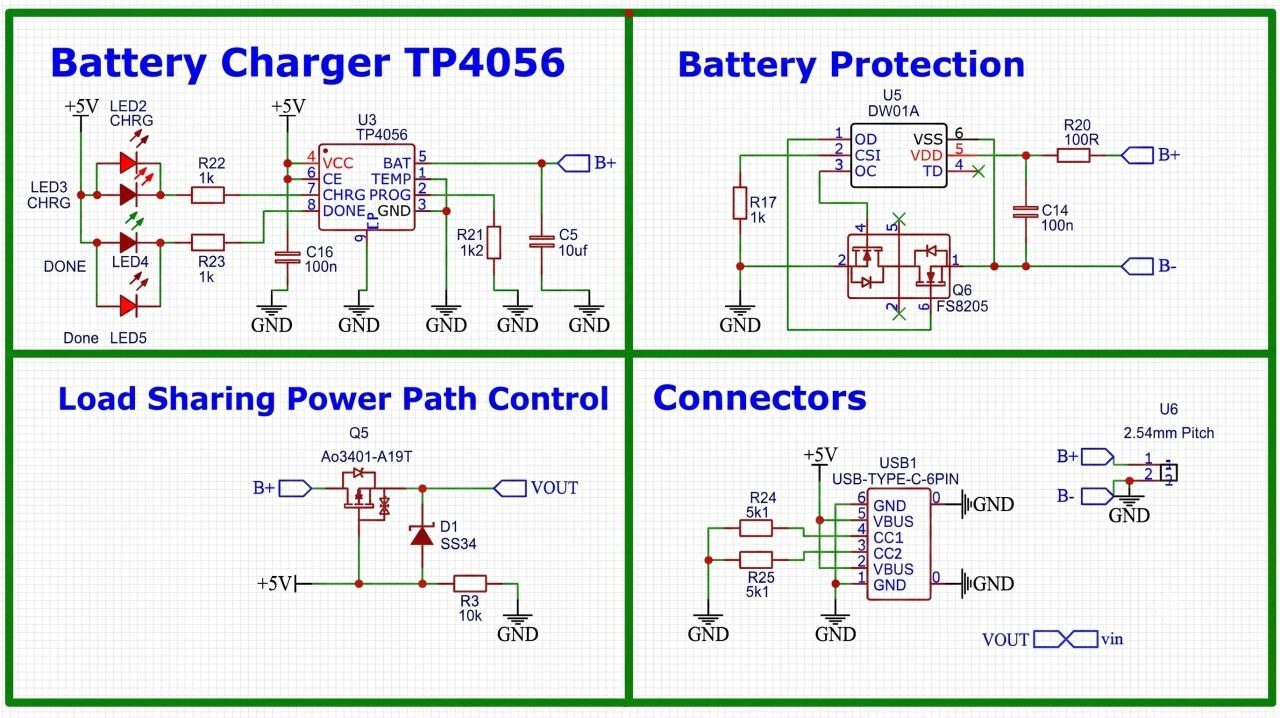 Battery Charger TP4056
+5V
LED2
CHRG
LED3
CHRG
R22
1k
DONE
LED4
R23
1k
Done LED5
+5V
U3
TP4056
4 VCC BAT 5
6 CE TEMP 1
7 CHRG PROG 2
8 DONE GND 3
EP
9
B+
C16
100n
R21
1k2
C5
10uf
GND
GND
GND
GND
GND
Battery Protection
U5
DW01A
1 OD VSS 6
2 CSI VDD 5
3 OC TD 4
R20
100R
B+
R17
1k
C14
100n
4
5
2
1
2
6
Q6
FS8205
B-
GND
Load Sharing Power Path Control
Q5
Ao3401-A19T
B+
VOUT
D1
SS34
+5V
R3
10k
GND
Connectors
+5V
USB1
USB-TYPE-C-6PIN
R24
5k1
R25
5k1
6 GND 0
5 VBUS
4 CC1
3 CC2
2 VBUS
1 GND 0
GND
GND
GND
GND
U6
2.54mm Pitch
B+
1 1
2 2
B-
GND
VOUT vin